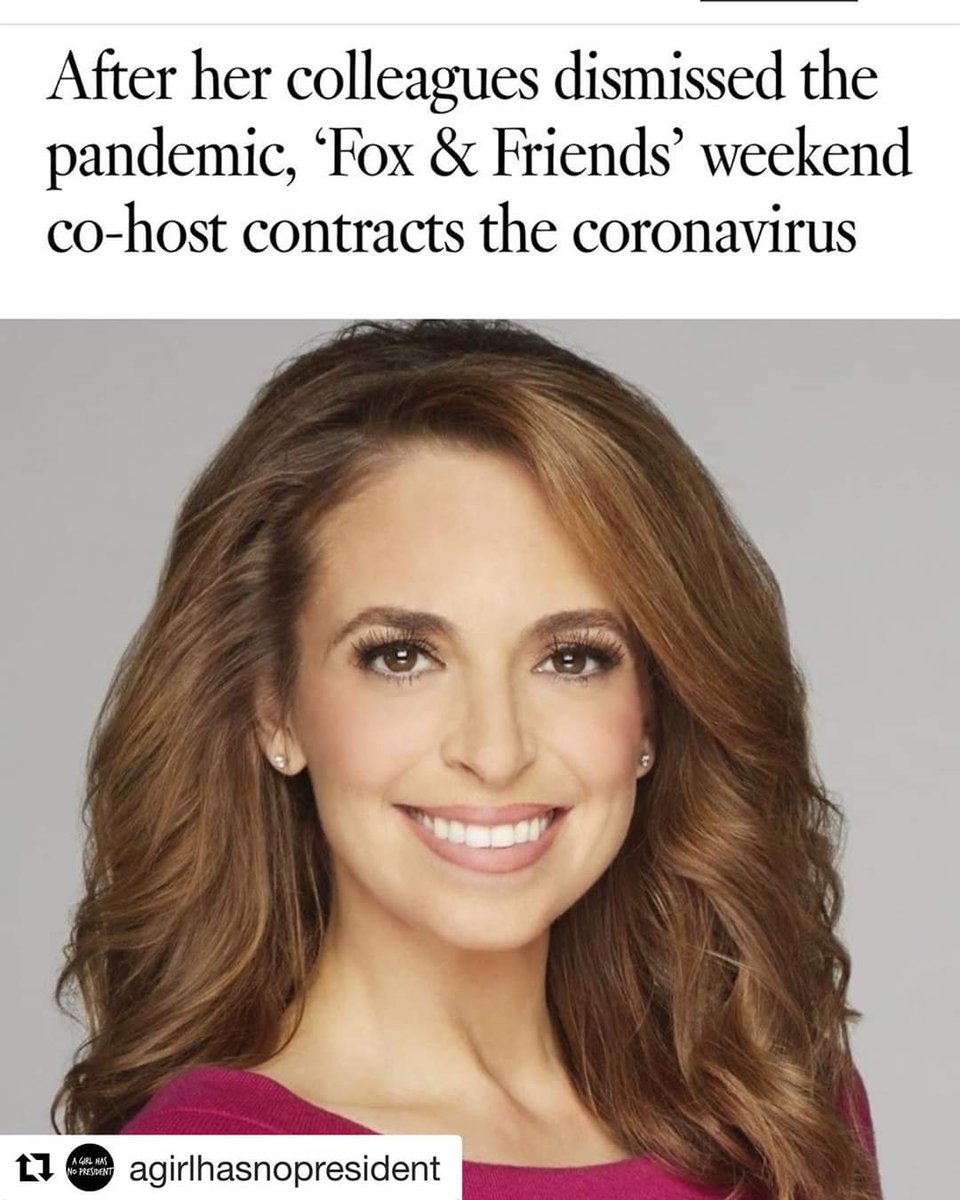 After her colleagues dismissed the
pandemic, ‘Fox & Friends’ weekend
co-host contracts the coronavirus
A GIRL HAS
NO PRESIDENT
agirlhasnopresident